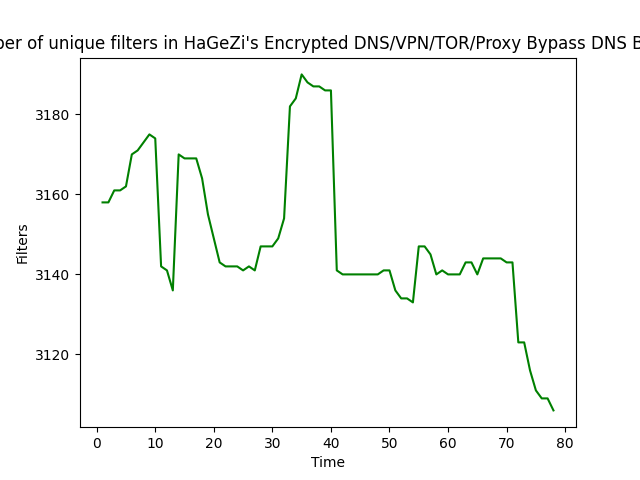 ber of unique filters in HaGeZi's Encrypted DNS/VPN/TOR/Proxy Bypass DNS B
3180
3160
3140
3120
Filters
0 10 20 30 40 50 60 70 80
Time